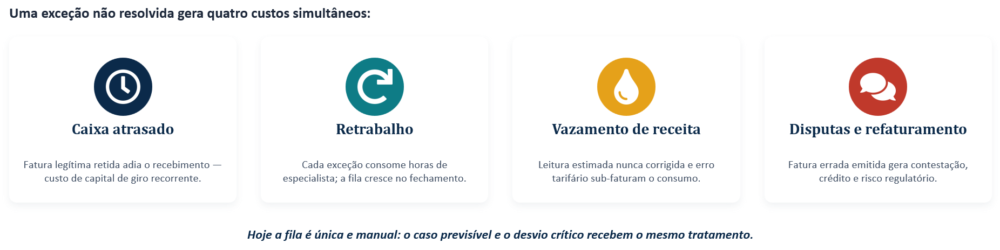 Uma exceção não resolvida gera quatro custos simultâneos:
Caixa atrasado
Fatura legítima retida adia o recebimento —
custo de capital de giro recorrente.
Retrabalho
Cada exceção consome horas de
especialista; a fila cresce no fechamento.
Vazamento de receita
Leitura estimada nunca corrigida e erro
tarifário sub-faturam o consumo.
Disputas e refaturamento
Fatura errada emitida gera contestação,
crédito e risco regulatório.
Hoje a fila é única e manual: o caso previsível e o desvio crítico recebem o mesmo tratamento.